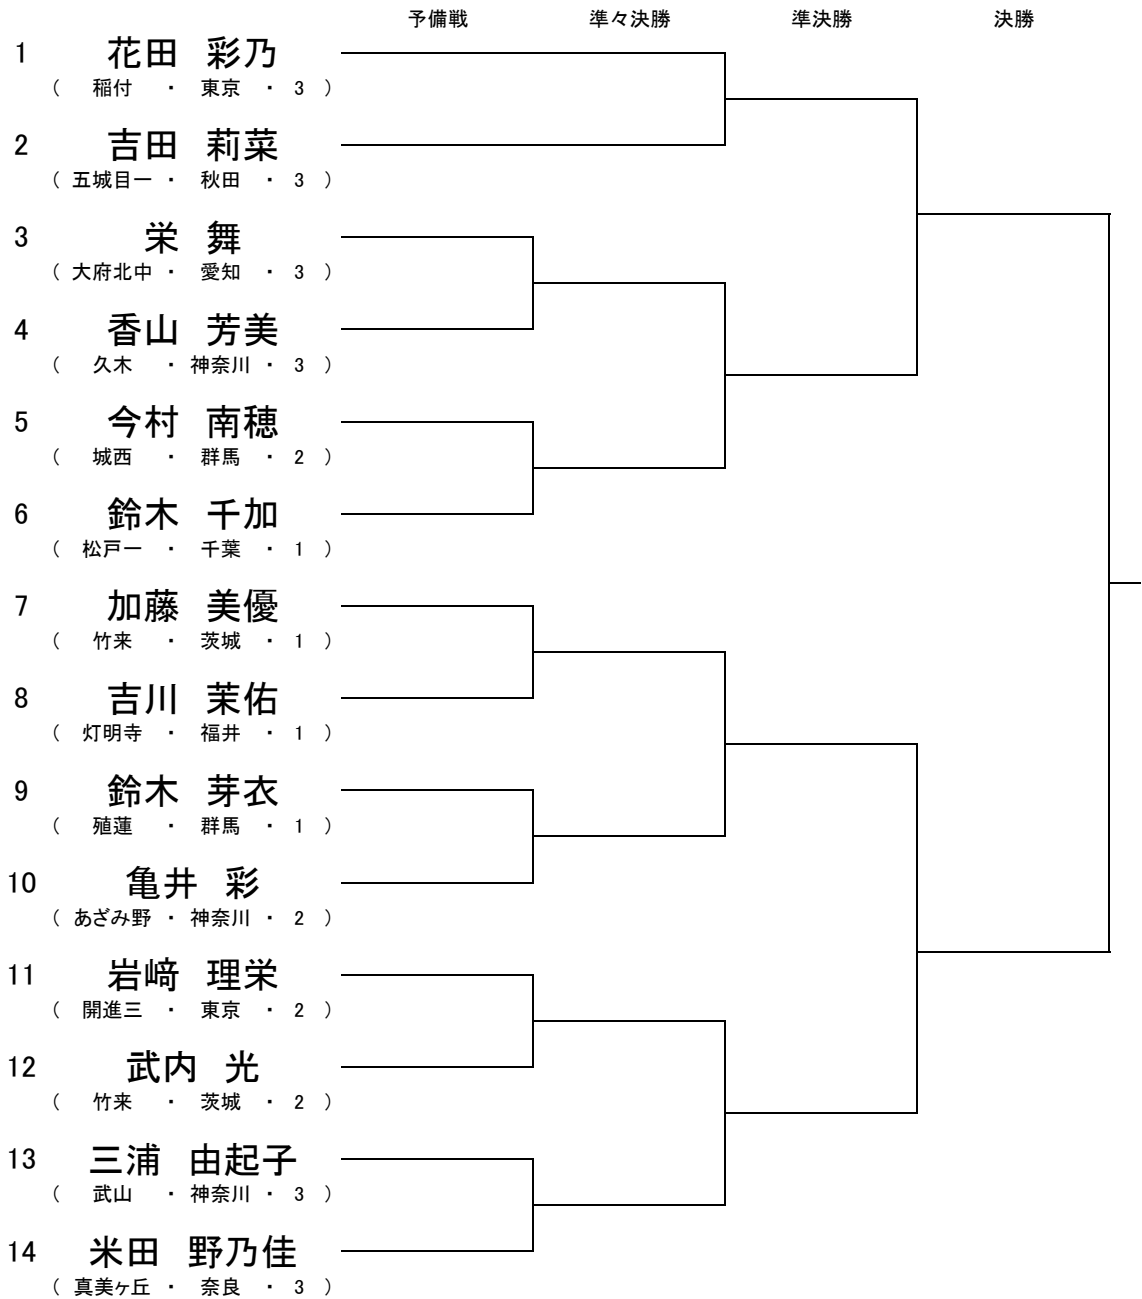 予備戦 準々決勝 準決勝 決勝
1 花田 彩乃
( 稲付 ・ 東京 ・ 3 )
2 吉田 莉菜
( 五城目一 ・ 秋田 ・ 3 )
3 栄 舞
( 大府北中 ・ 愛知 ・ 3 )
4 香山 芳美
( 久木 ・ 神奈川 ・ 3 )
5 今村 南穂
( 城西 ・ 群馬 ・ 2 )
6 鈴木 千加
( 松戸一 ・ 千葉 ・ 1 )
7 加藤 美優
( 竹来 ・ 茨城 ・ 1 )
8 吉川 茉佑
( 灯明寺 ・ 福井 ・ 1 )
9 鈴木 芽衣
( 殖蓮 ・ 群馬 ・ 1 )
10 亀井 彩
( あざみ野 ・ 神奈川 ・ 2 )
11 岩﨑 理栄
( 開進三 ・ 東京 ・ 2 )
12 武内 光
( 竹来 ・ 茨城 ・ 2 )
13 三浦 由起子
( 武山 ・ 神奈川 ・ 3 )
14 米田 野乃佳
( 真美ヶ丘 ・ 奈良 ・ 3 )